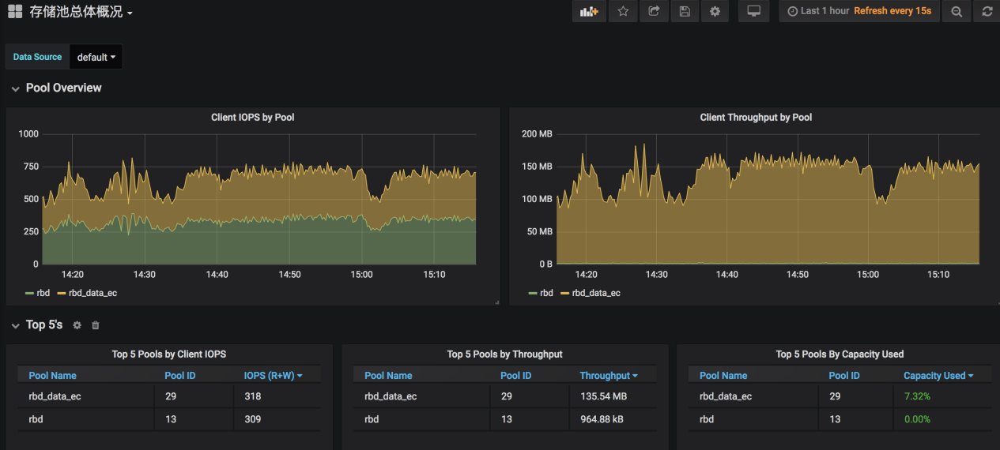 存储池总体概况
Last 1 hour Refresh every 15s
Data Source default
Pool Overview
Client IOPS by Pool
1000
750
500
250
0
14:20 14:30 14:40 14:50 15:00 15:10
rbd rbd_data_ec
Client Throughput by Pool
200 MB
150 MB
100 MB
50 MB
0 B
14:20 14:30 14:40 14:50 15:00 15:10
rbd rbd_data_ec
Top 5's
Top 5 Pools by Client IOPS
Pool Name Pool ID IOPS (R+W)
rbd_data_ec 29 318
rbd 13 309
Top 5 Pools by Throughput
Pool Name Pool ID Throughput
rbd_data_ec 29 135.54 MB
rbd 13 964.88 kB
Top 5 Pools By Capacity Used
Pool Name Pool ID Capacity Used
rbd_data_ec 29 7.32%
rbd 13 0.00%